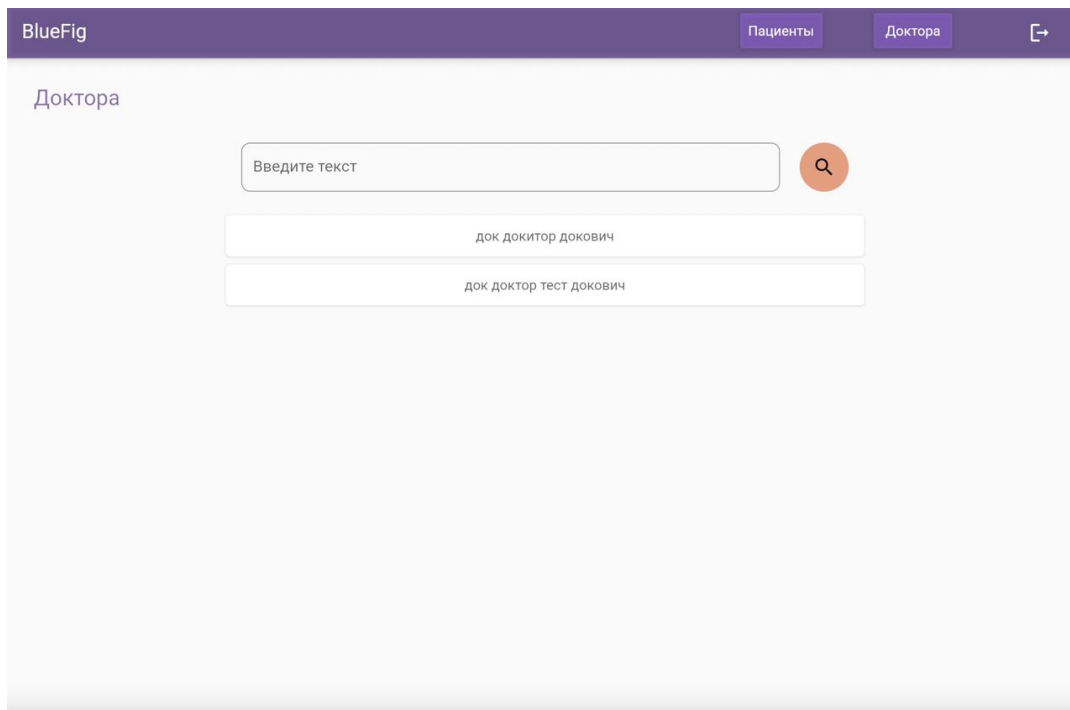 BlueFig Пациенты Доктора
Доктора
Введите текст
док докитор докович
док доктор тест докович